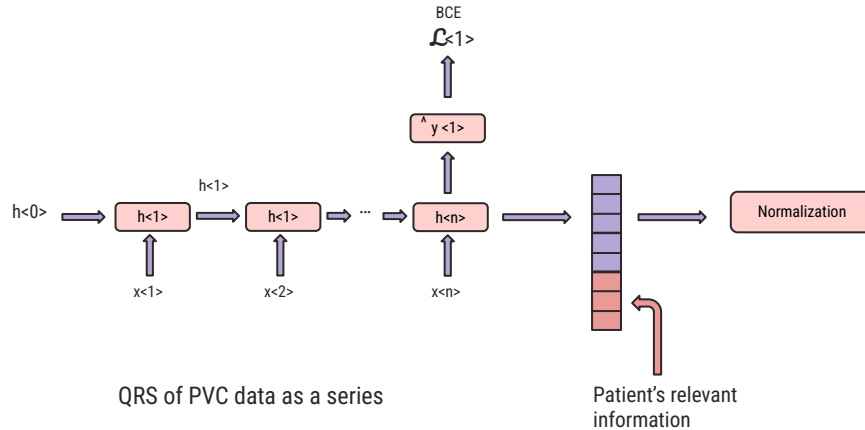 BCE
ℒ<1>
^ y <1>
h<1>
h<0>
h<1>
h<1>
...
h<n>
Normalization
x<1>
x<2>
x<n>
QRS of PVC data as a series
Patient's relevant
information